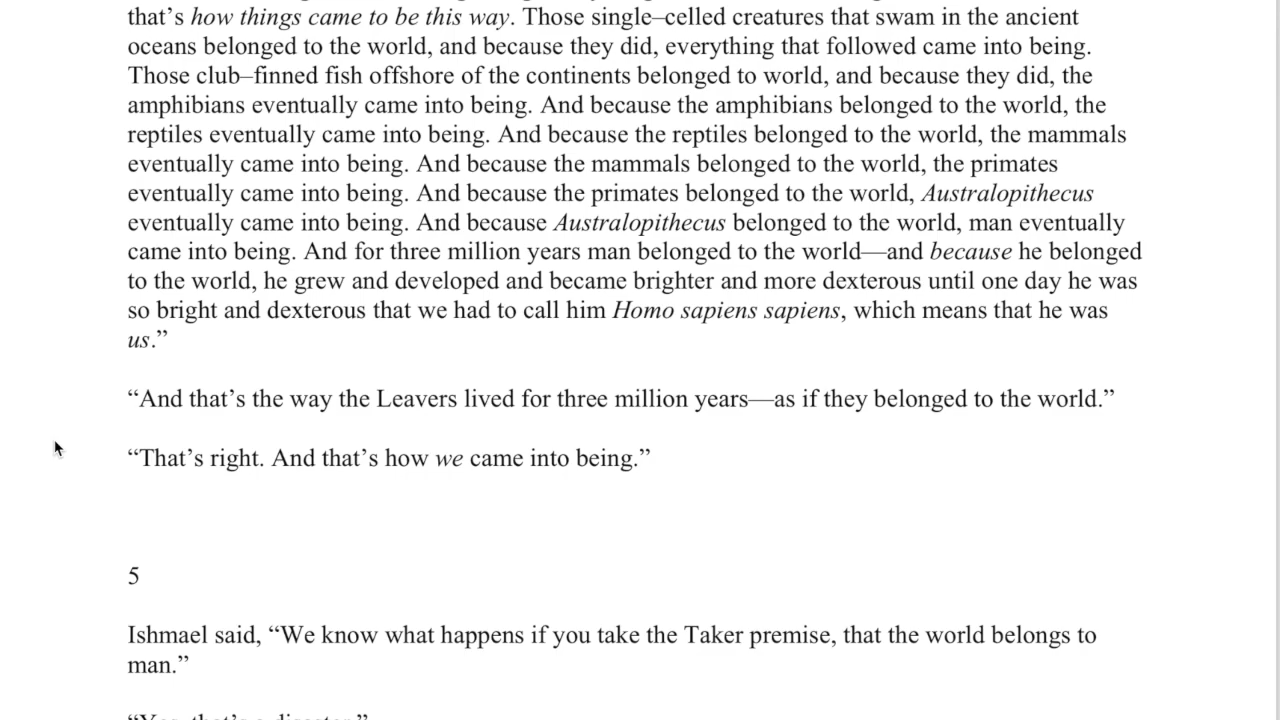 that’s how things came to be this way. Those single–celled creatures that swam in the ancient
oceans belonged to the world, and because they did, everything that followed came into being.
Those club–finned fish offshore of the continents belonged to world, and because they did, the
amphibians eventually came into being. And because the amphibians belonged to the world, the
reptiles eventually came into being. And because the reptiles belonged to the world, the mammals
eventually came into being. And because the mammals belonged to the world, the primates
eventually came into being. And because the primates belonged to the world, Australopithecus
eventually came into being. And because Australopithecus belonged to the world, man eventually
came into being. And for three million years man belonged to the world—and because he belonged
to the world, he grew and developed and became brighter and more dexterous until one day he was
so bright and dexterous that we had to call him Homo sapiens sapiens, which means that he was
us.”
“And that’s the way the Leavers lived for three million years—as if they belonged to the world.”
“That’s right. And that’s how we came into being.”
5
Ishmael said, “We know what happens if you take the Taker premise, that the world belongs to
man.”
“Yes, that’s a disaster.”